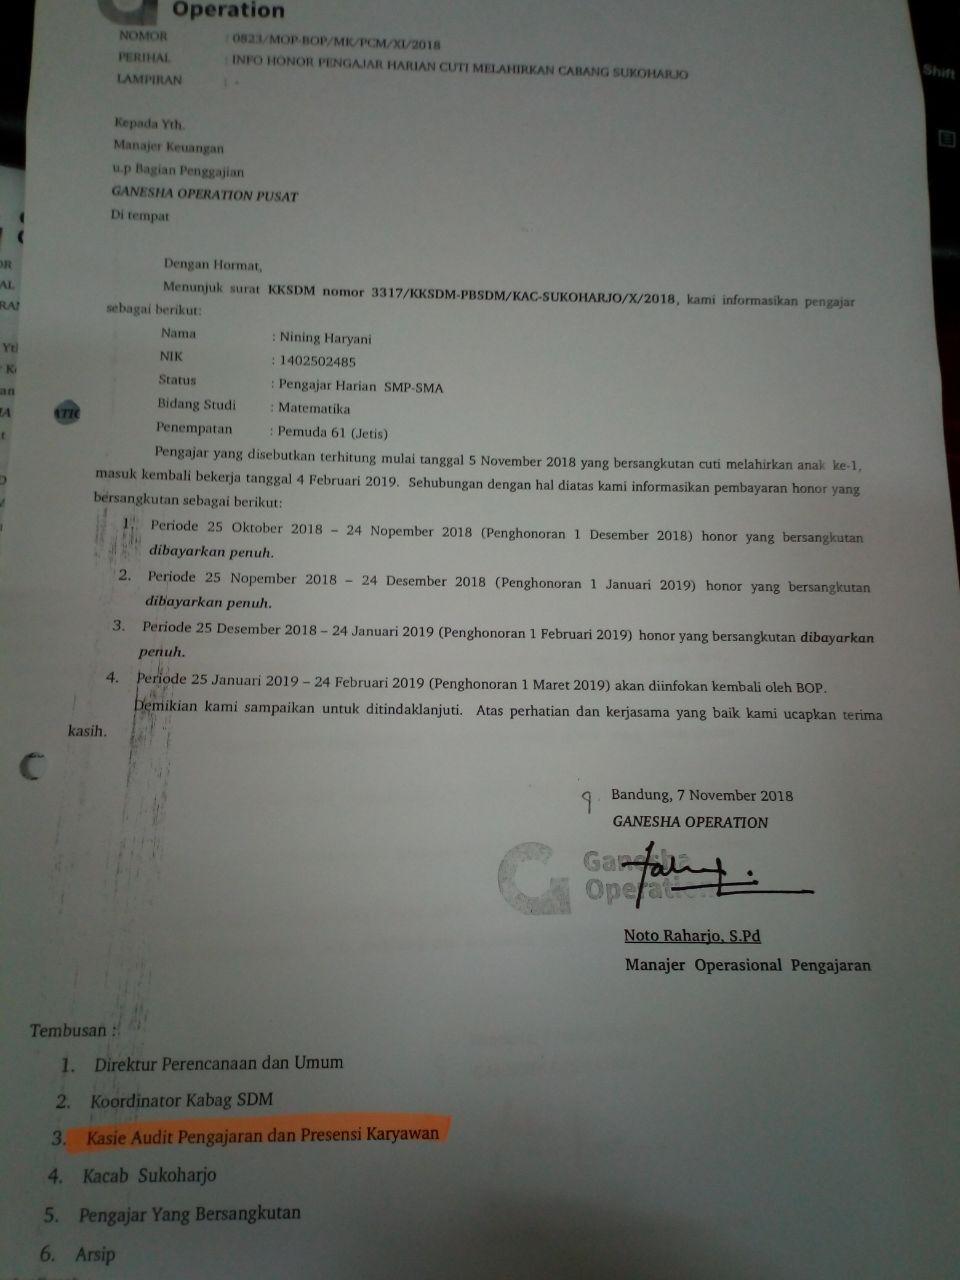 Operation
NOMOR : 0823/MOP-BOP/MK/PCM/XI/2018
PERIHAL : INFO HONOR PENGAJAR HARIAN CUTI MELAHIRKAN CABANG SUKOHARJO
LAMPIRAN : -
Kepada Yth.
Manajer Keuangan
u.p Bagian Penggajian
GANESHA OPERATION PUSAT
Di tempat
Dengan Hormat,
Menunjuk surat KKSDM nomor 3317/KKSDM-PBSDM/KAC-SUKOHARJO/X/2018, kami informasikan pengajar
sebagai berikut:
Nama : Nining Haryani
NIK : 1402502485
Status : Pengajar Harian SMP-SMA
Bidang Studi : Matematika
Penempatan : Pemuda 61 (Jetis)
Pengajar yang disebutkan terhitung mulai tanggal 5 November 2018 yang bersangkutan cuti melahirkan anak ke-1,
masuk kembali bekerja tanggal 4 Februari 2019. Sehubungan dengan hal diatas kami informasikan pembayaran honor yang
bersangkutan sebagai berikut:
1. Periode 25 Oktober 2018 – 24 Nopember 2018 (Penghonoran 1 Desember 2018) honor yang bersangkutan
dibayarkan penuh.
2. Periode 25 Nopember 2018 – 24 Desember 2018 (Penghonoran 1 Januari 2019) honor yang bersangkutan
dibayarkan penuh.
3. Periode 25 Desember 2018 – 24 Januari 2019 (Penghonoran 1 Februari 2019) honor yang bersangkutan dibayarkan
penuh.
4. Periode 25 Januari 2019 – 24 Februari 2019 (Penghonoran 1 Maret 2019) akan diinfokan kembali oleh BOP.
Demikian kami sampaikan untuk ditindaklanjuti. Atas perhatian dan kerjasama yang baik kami ucapkan terima
kasih.
Bandung, 7 November 2018
GANESHA OPERATION
Ganesha
Operation
Noto Raharjo, S.Pd
Manajer Operasional Pengajaran
Tembusan :
1. Direktur Perencanaan dan Umum
2. Koordinator Kabag SDM
3. Kasie Audit Pengajaran dan Presensi Karyawan
4. Kacab Sukoharjo
5. Pengajar Yang Bersangkutan
6. Arsip
Shift